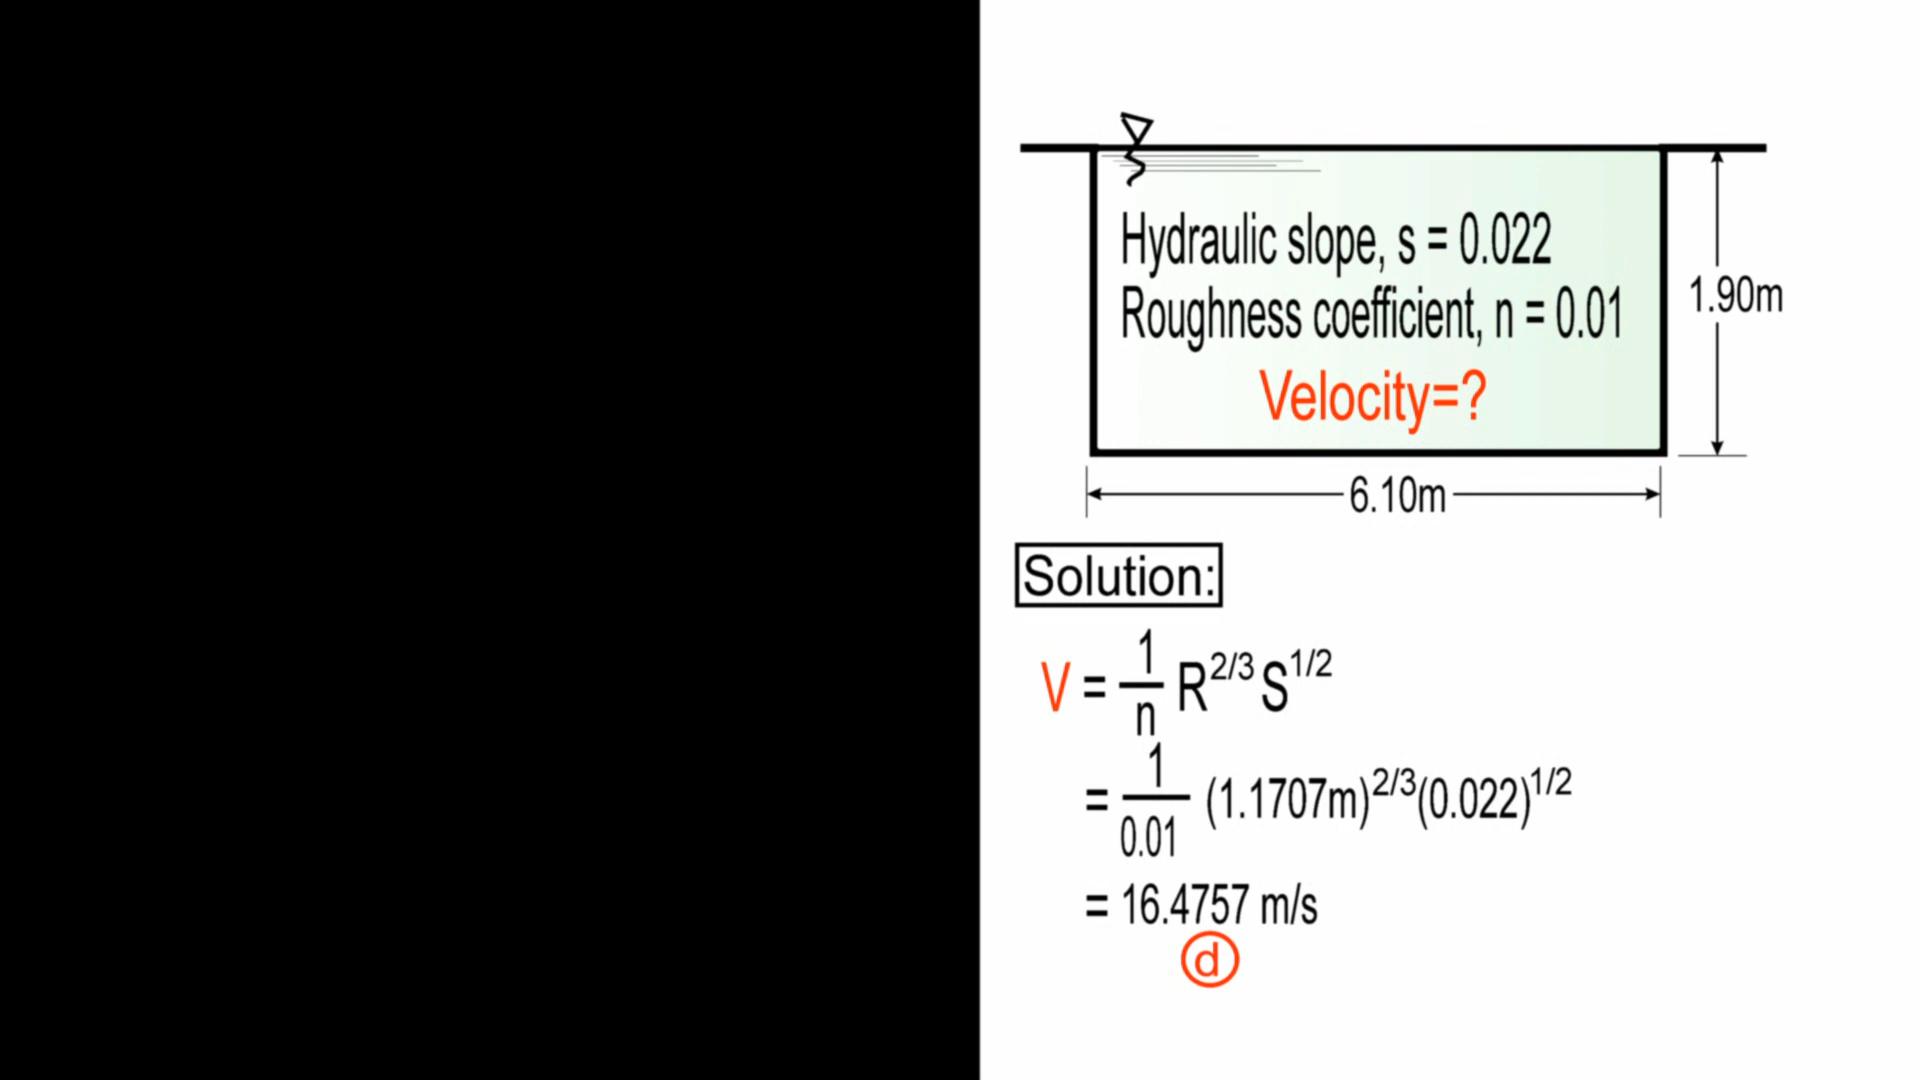 Hydraulic slope, s = 0.022
Roughness coefficient, n = 0.01
1.90m
Velocity=?
6.10m
Solution:
V = 1/n R^2/3 S^1/2
= 1/0.01 (1.1707m)^2/3(0.022)^1/2
= 16.4757 m/s
d